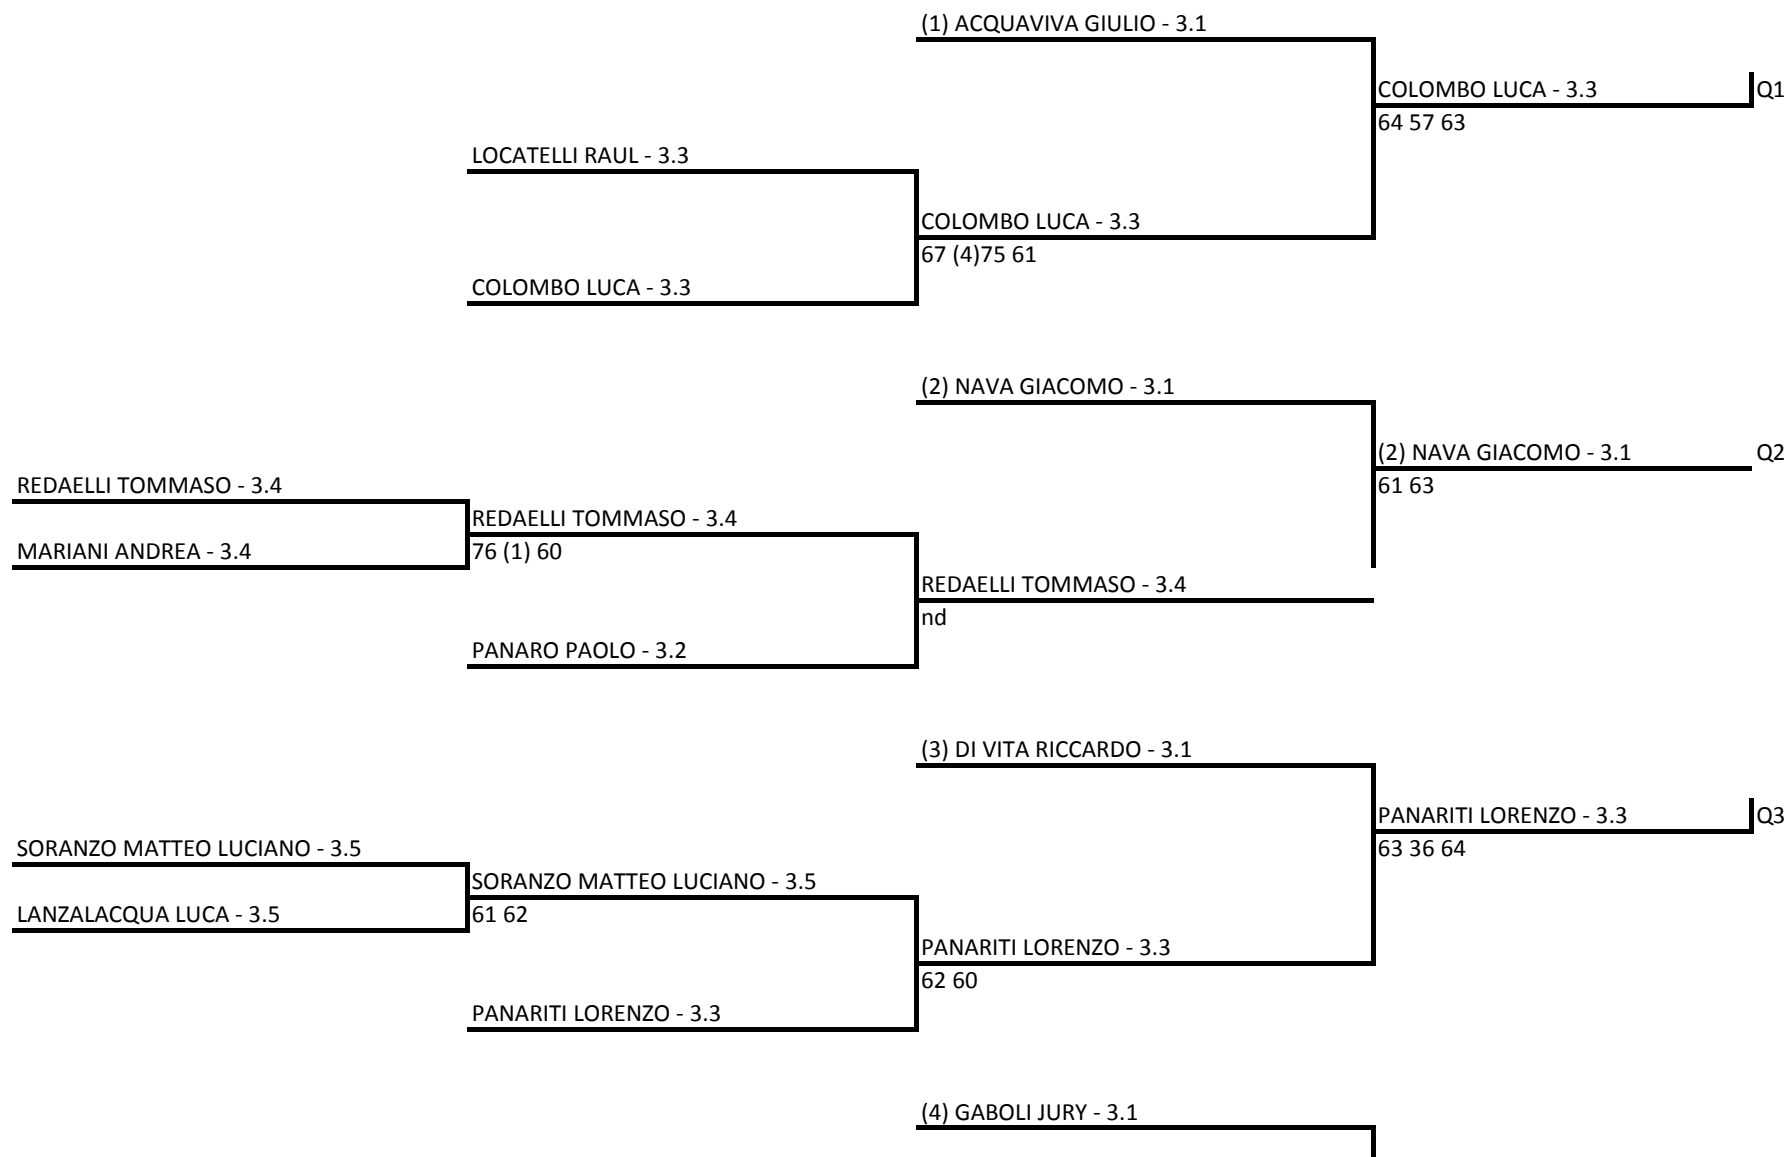 (1) ACQUAVIVA GIULIO - 3.1
COLOMBO LUCA - 3.3
Q1
64 57 63
LOCATELLI RAUL - 3.3
COLOMBO LUCA - 3.3
67 (4)75 61
COLOMBO LUCA - 3.3
(2) NAVA GIACOMO - 3.1
(2) NAVA GIACOMO - 3.1
Q2
61 63
REDAELLI TOMMASO - 3.4
REDAELLI TOMMASO - 3.4
MARIANI ANDREA - 3.4
76 (1) 60
REDAELLI TOMMASO - 3.4
nd
PANARO PAOLO - 3.2
(3) DI VITA RICCARDO - 3.1
PANARITI LORENZO - 3.3
Q3
63 36 64
SORANZO MATTEO LUCIANO - 3.5
SORANZO MATTEO LUCIANO - 3.5
LANZALACQUA LUCA - 3.5
61 62
PANARITI LORENZO - 3.3
62 60
PANARITI LORENZO - 3.3
(4) GABOLI JURY - 3.1